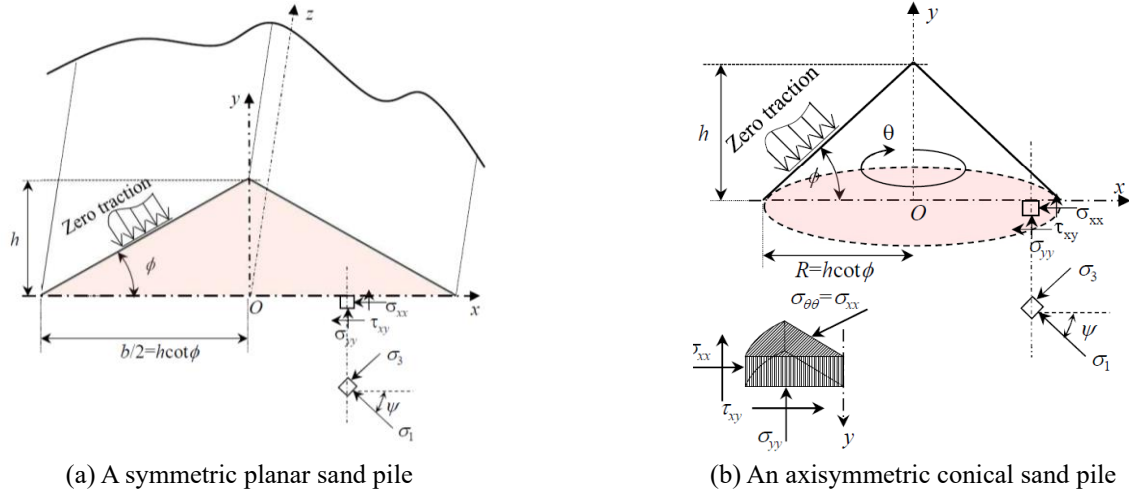 z
y
Zero traction
h
ϕ
O
x
σxx
τxy
σyy
b/2=hcotϕ
σ3
ψ
σ1
(a) A symmetric planar sand pile
y
Zero traction
h
θ
ϕ
x
O
σxx
τxy
σyy
R=hcotϕ
σ3
σθθ=σxx
ψ
σ1
σxx
τxy
σyy
y
(b) An axisymmetric conical sand pile